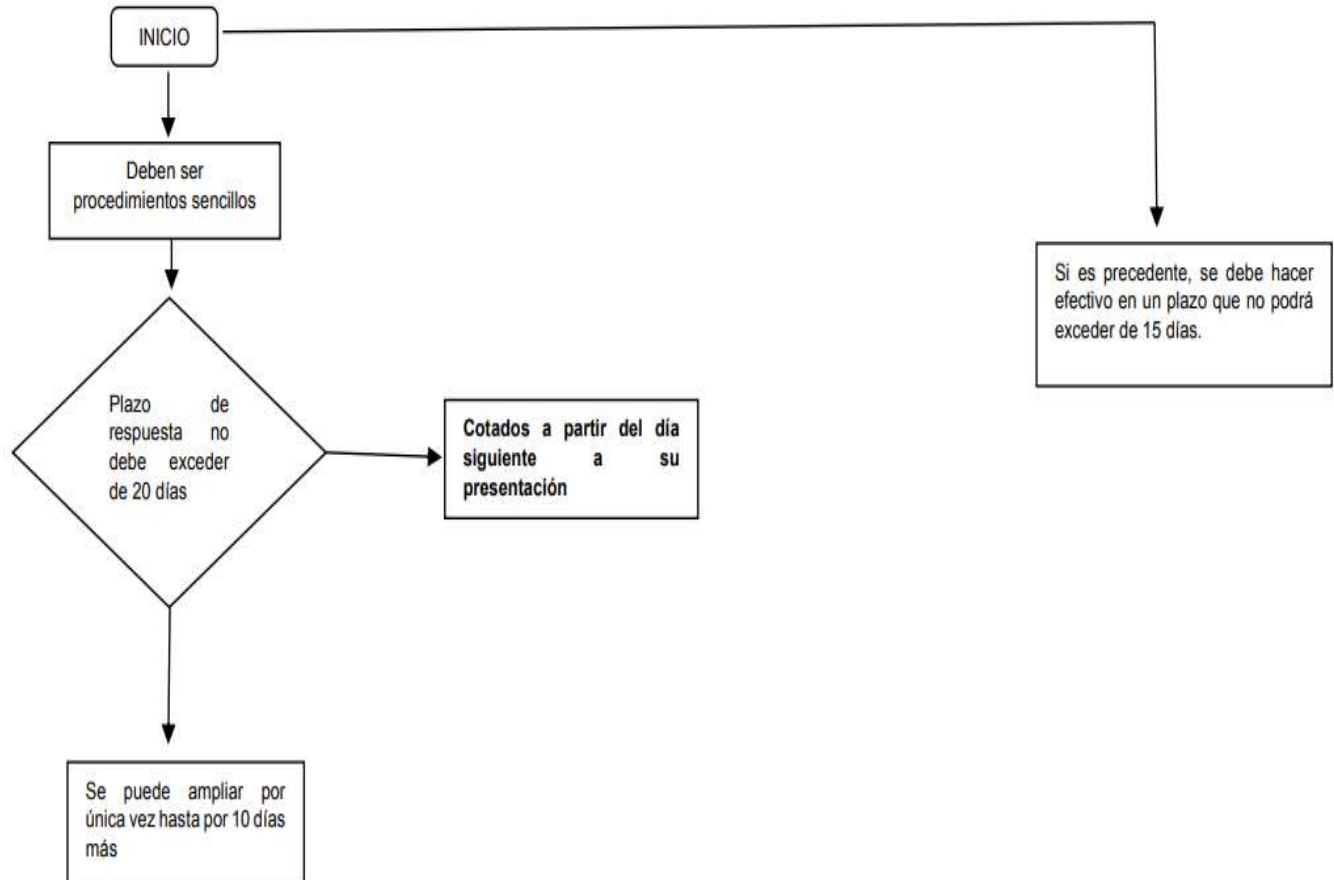 INICIO
Deben ser
procedimientos sencillos
Si es precedente, se debe hacer
efectivo en un plazo que no podrá
exceder de 15 días.
Plazo de
respuesta no
debe exceder
de 20 días
Cotados a partir del día
siguiente a su
presentación
Se puede ampliar por
única vez hasta por 10 días
más